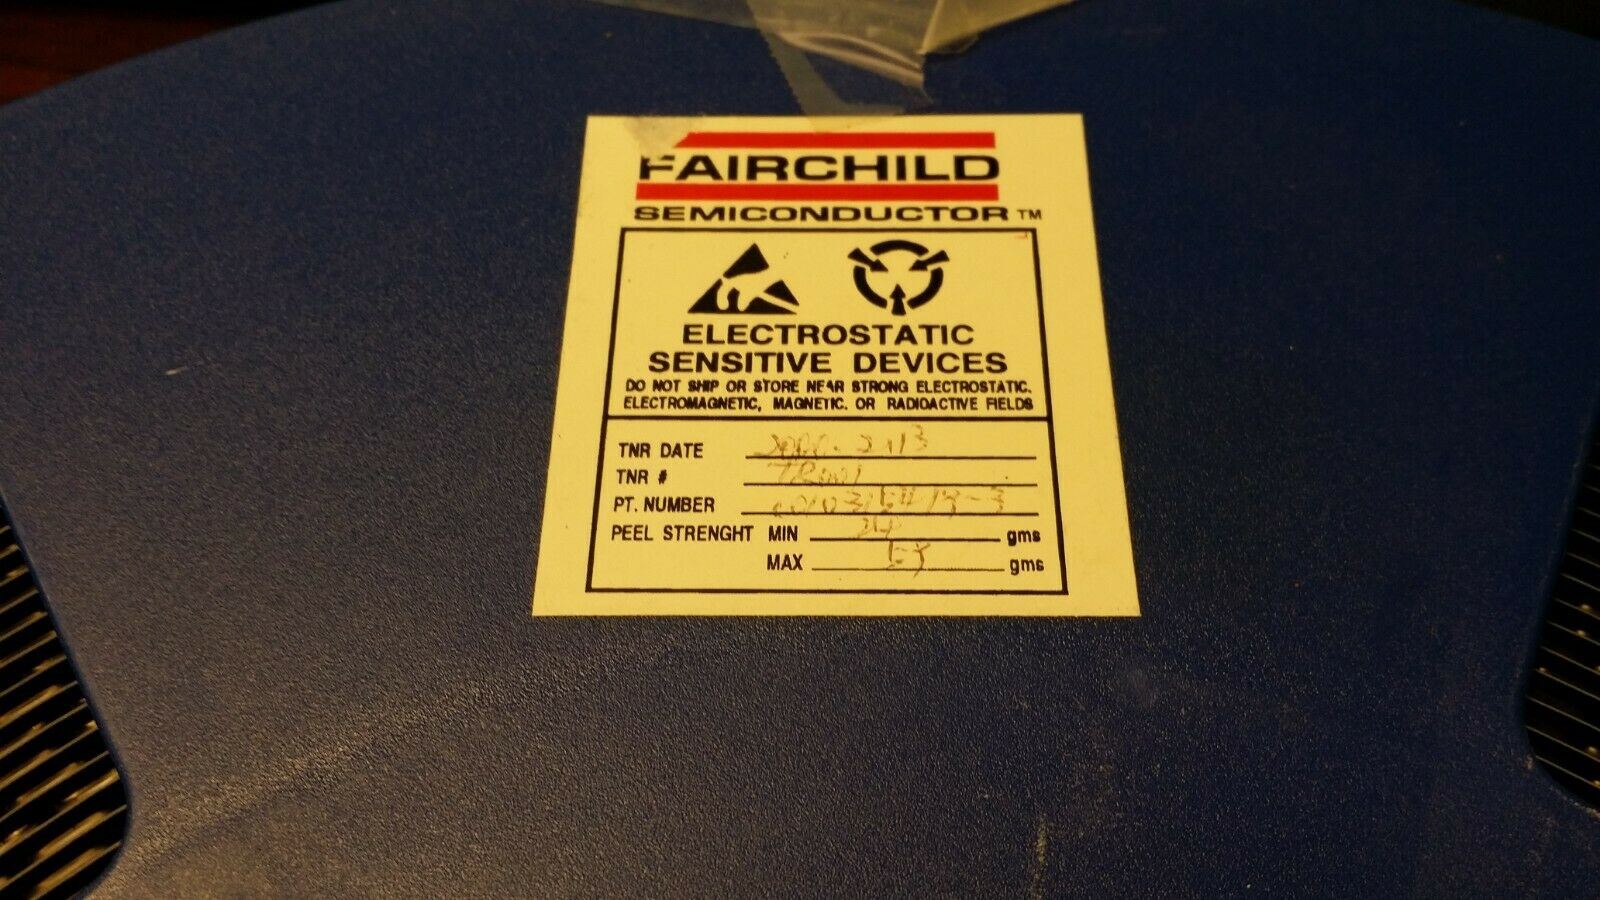 FAIRCHILD
SEMICONDUCTOR™
ELECTROSTATIC
SENSITIVE DEVICES
DO NOT SHIP OR STORE NEAR STRONG ELECTROSTATIC.
ELECTROMAGNETIC, MAGNETIC. OR RADIOACTIVE FIELDS
TNR DATE
TNR # TR001
PT. NUMBER
PEEL STRENGHT MIN gms
MAX gms